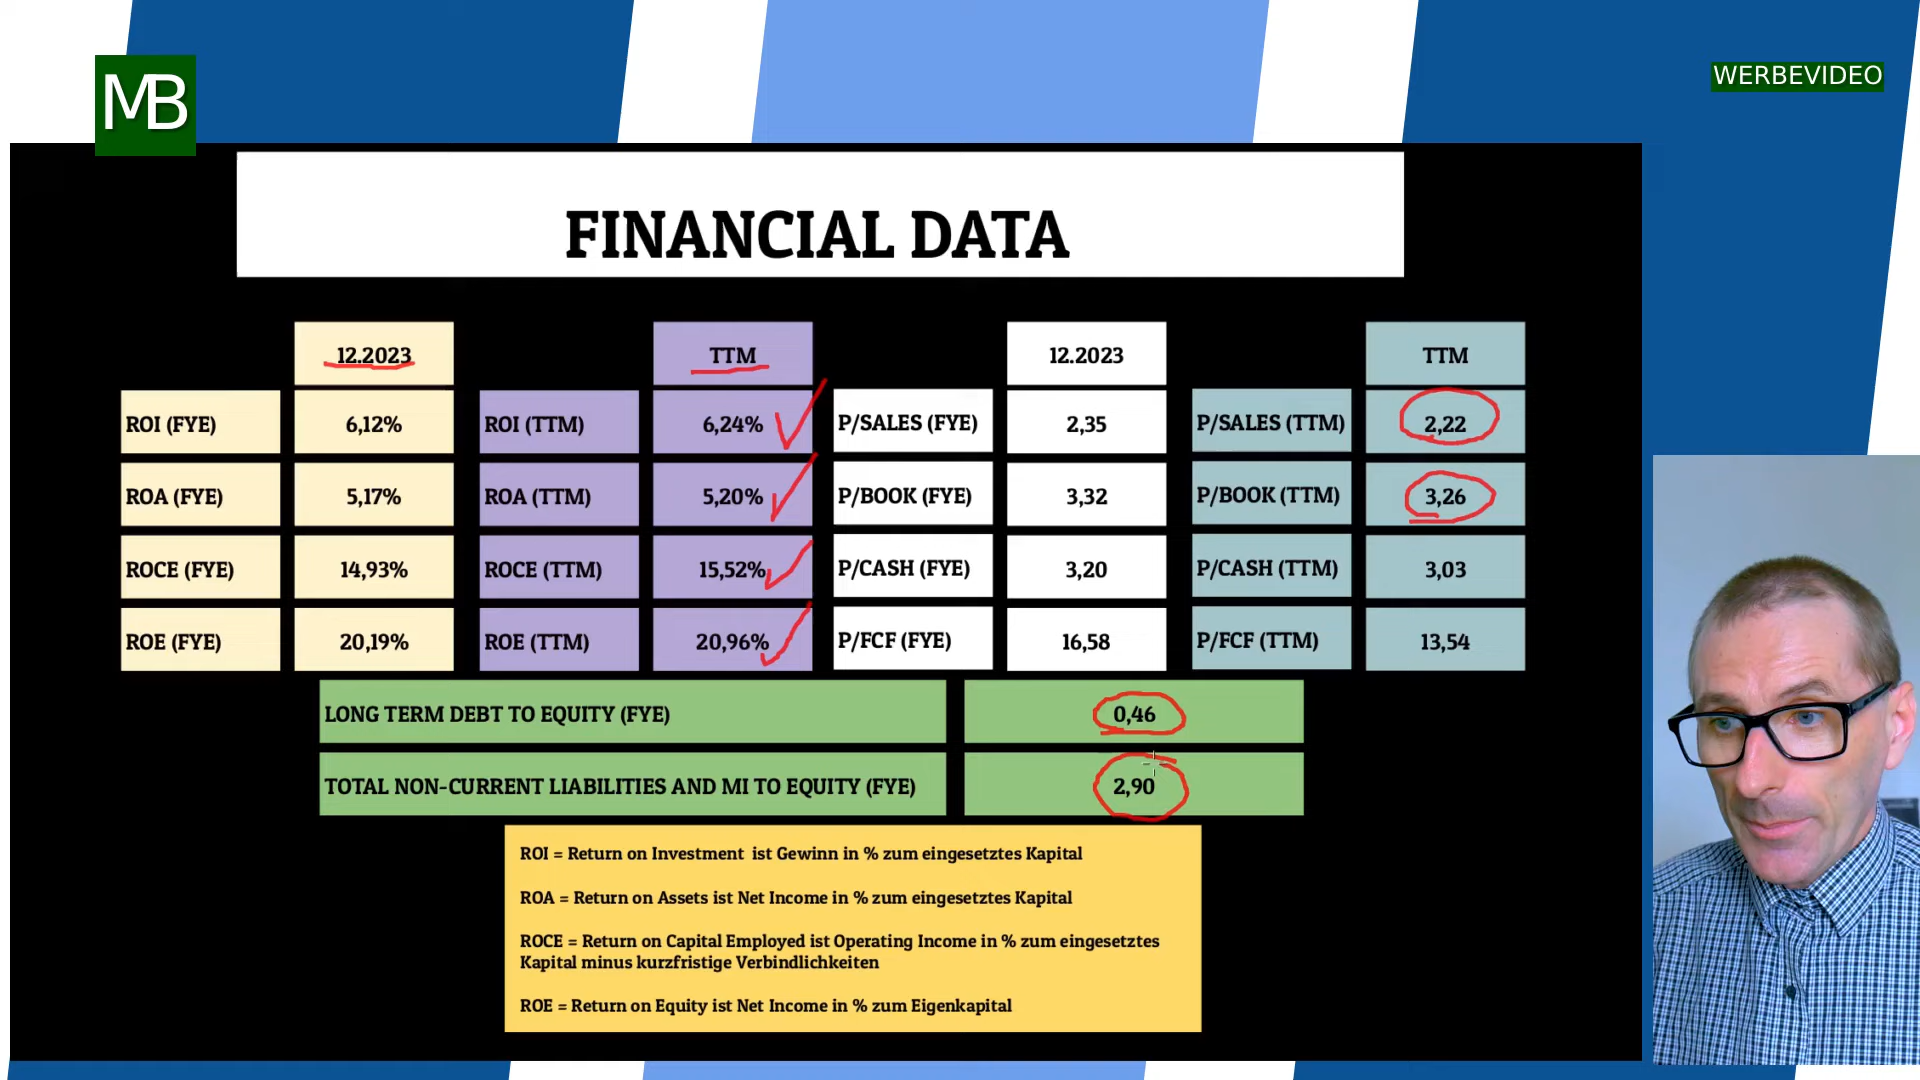 MB
WERBEVIDEO
FINANCIAL DATA
12.2023 TTM 12.2023 TTM
ROI (FYE) 6,12% ROI (TTM) 6,24% P/SALES (FYE) 2,35 P/SALES (TTM) 2,22
ROA (FYE) 5,17% ROA (TTM) 5,20% P/BOOK (FYE) 3,32 P/BOOK (TTM) 3,26
ROCE (FYE) 14,93% ROCE (TTM) 15,52% P/CASH (FYE) 3,20 P/CASH (TTM) 3,03
ROE (FYE) 20,19% ROE (TTM) 20,96% P/FCF (FYE) 16,58 P/FCF (TTM) 13,54
LONG TERM DEBT TO EQUITY (FYE) 0,46
TOTAL NON-CURRENT LIABILITIES AND MI TO EQUITY (FYE) 2,90
ROI = Return on Investment ist Gewinn in % zum eingesetztes Kapital
ROA = Return on Assets ist Net Income in % zum eingesetztes Kapital
ROCE = Return on Capital Employed ist Operating Income in % zum eingesetztes
Kapital minus kurzfristige Verbindlichkeiten
ROE = Return on Equity ist Net Income in % zum Eigenkapital